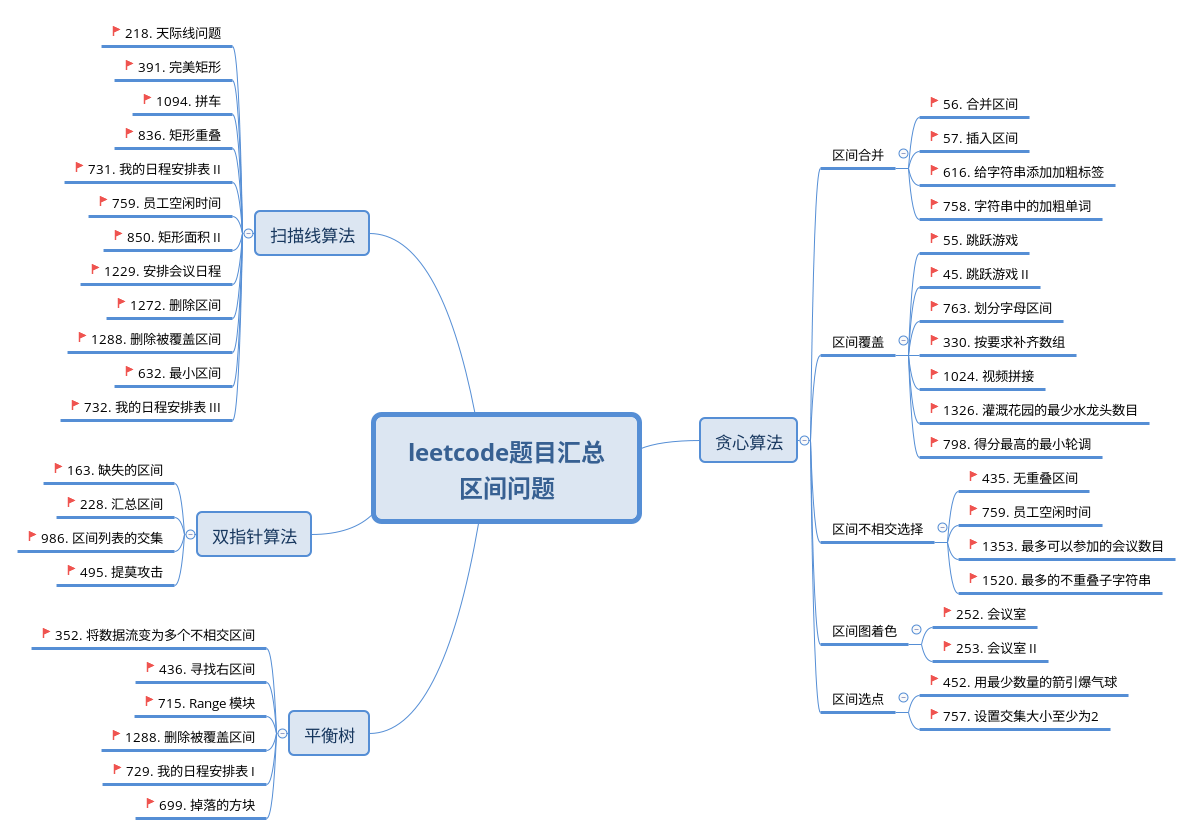 leetcode题目汇总
区间问题
扫描线算法
218. 天际线问题
391. 完美矩形
1094. 拼车
836. 矩形重叠
731. 我的日程安排表 II
759. 员工空闲时间
850. 矩形面积 II
1229. 安排会议日程
1272. 删除区间
1288. 删除被覆盖区间
632. 最小区间
732. 我的日程安排表 III
双指针算法
163. 缺失的区间
228. 汇总区间
986. 区间列表的交集
495. 提莫攻击
平衡树
352. 将数据流变为多个不相交区间
436. 寻找右区间
715. Range 模块
1288. 删除被覆盖区间
729. 我的日程安排表 I
699. 掉落的方块
贪心算法
区间合并
56. 合并区间
57. 插入区间
616. 给字符串添加加粗标签
758. 字符串中的加粗单词
区间覆盖
55. 跳跃游戏
45. 跳跃游戏 II
763. 划分字母区间
330. 按要求补齐数组
1024. 视频拼接
1326. 灌溉花园的最少水龙头数目
798. 得分最高的最小轮调
区间不相交选择
435. 无重叠区间
759. 员工空闲时间
1353. 最多可以参加的会议数目
1520. 最多的不重叠子字符串
区间图着色
252. 会议室
253. 会议室 II
区间选点
452. 用最少数量的箭引爆气球
757. 设置交集大小至少为2